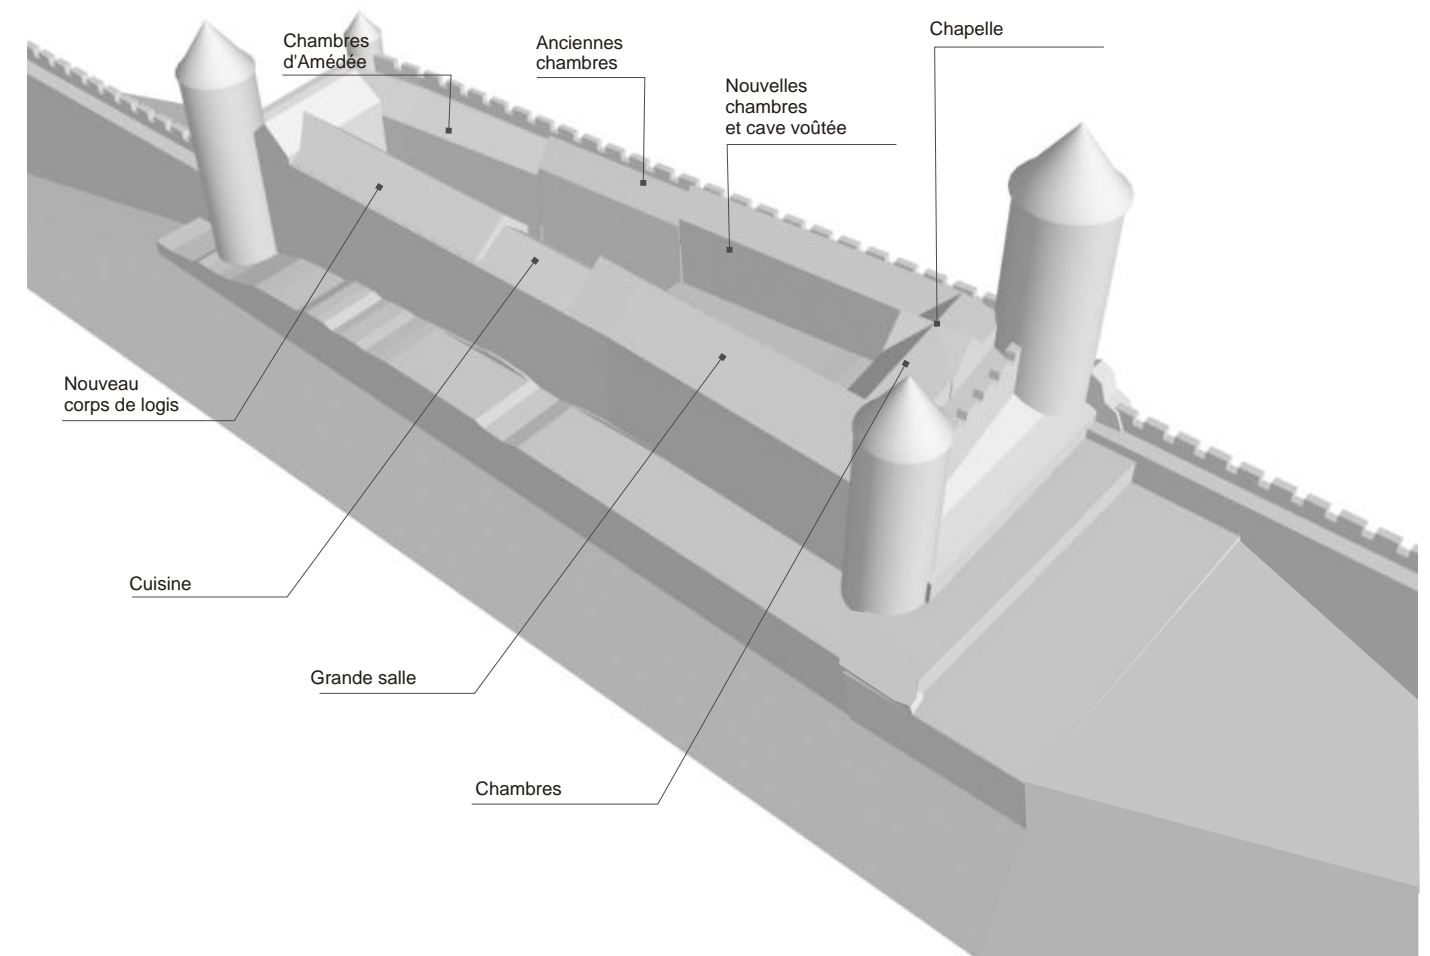 Chambres
d'Amédée
Anciennes
chambres
Chapelle
Nouvelles
chambres
et cave voûtée
Nouveau
corps de logis
Cuisine
Grande salle
Chambres